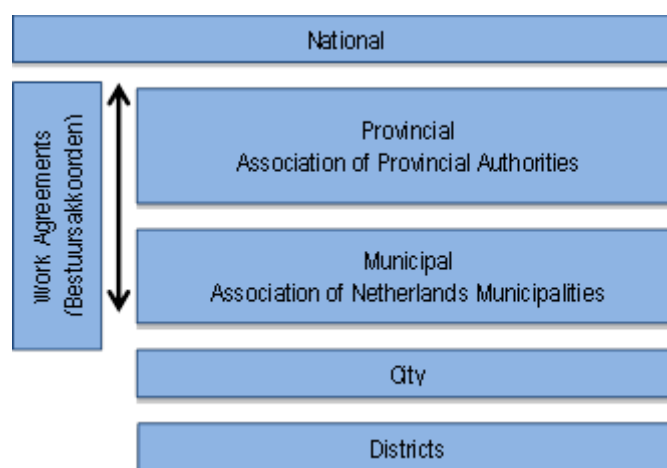 National
Work Agreements
(Bestuursakkoorden)
Provincial
Association of Provincial Authorities
Municipal
Association of Netherlands Municipalities
City
Districts